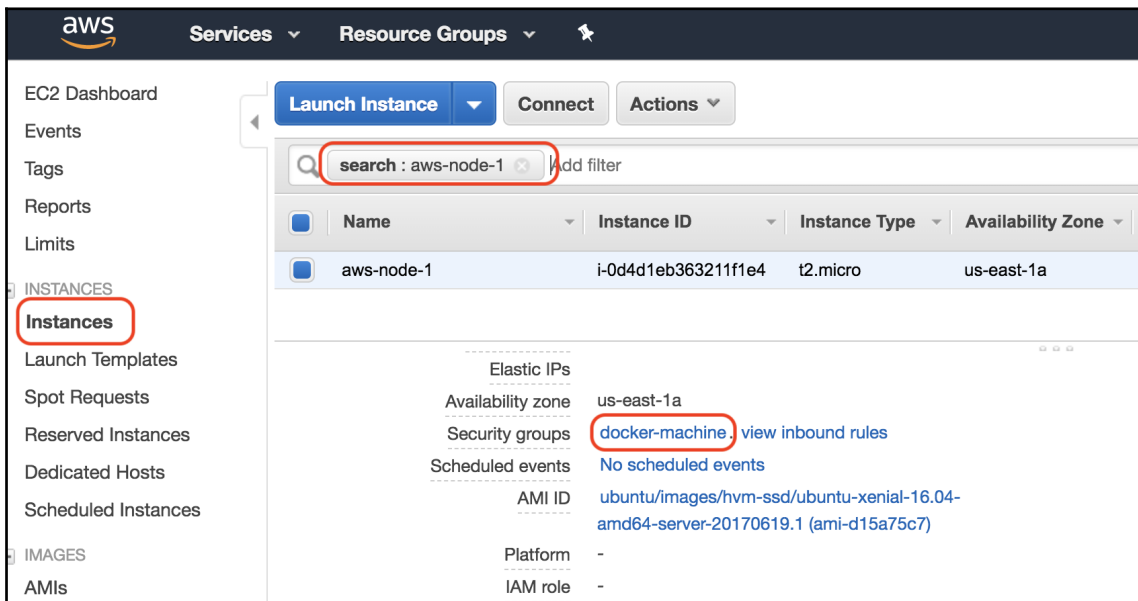 aws Services Resource Groups
EC2 Dashboard
Events
Tags
Reports
Limits
INSTANCES
Instances
Launch Templates
Spot Requests
Reserved Instances
Dedicated Hosts
Scheduled Instances
IMAGES
AMIs
Launch Instance Connect Actions
search : aws-node-1 Add filter
Name Instance ID Instance Type Availability Zone
aws-node-1 i-0d4d1eb363211f1e4 t2.micro us-east-1a
Elastic IPs
Availability zone us-east-1a
Security groups docker-machine. view inbound rules
Scheduled events No scheduled events
AMI ID ubuntu/images/hvm-ssd/ubuntu-xenial-16.04-
amd64-server-20170619.1 (ami-d15a75c7)
Platform -
IAM role -